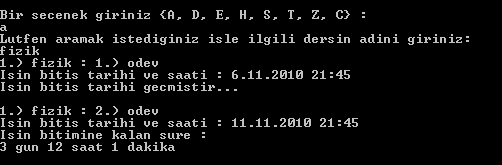 Bir secenek giriniz {A, D, E, H, S, T, Z, C} :
a
Lutfen aramak istediginiz isle ilgili dersin adini giriniz:
fizik
1.) fizik : 1.) odev
Isin bitis tarihi ve saati : 6.11.2010 21:45
Isin bitis tarihi gecmistir...
1.) fizik : 2.) odev
Isin bitis tarihi ve saati : 11.11.2010 21:45
Isin bitimine kalan sure :
3 gun 12 saat 1 dakika